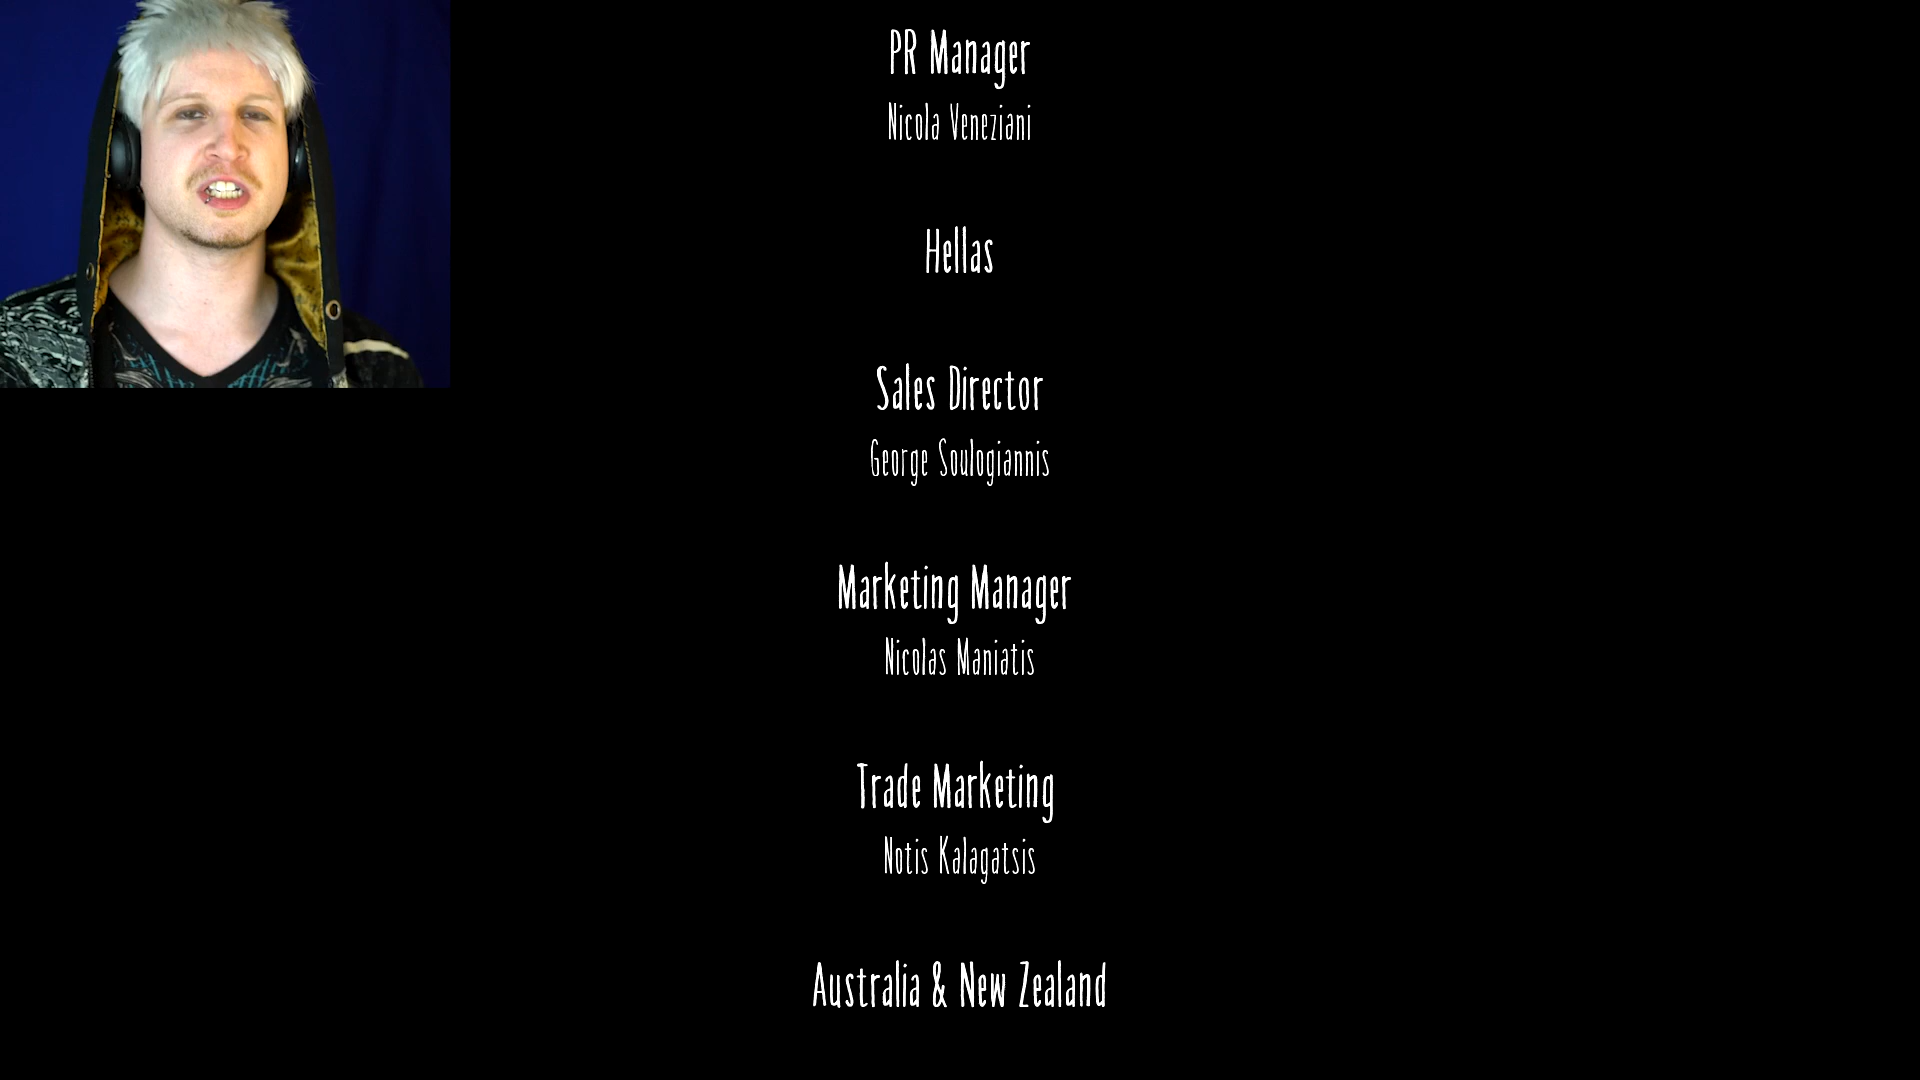 PR Manager
Nicola Veneziani
Hellas
Sales Director
George Soulogiannis
Marketing Manager
Nicolas Maniatis
Trade Marketing
Notis Kalagatsis
Australia & New Zealand